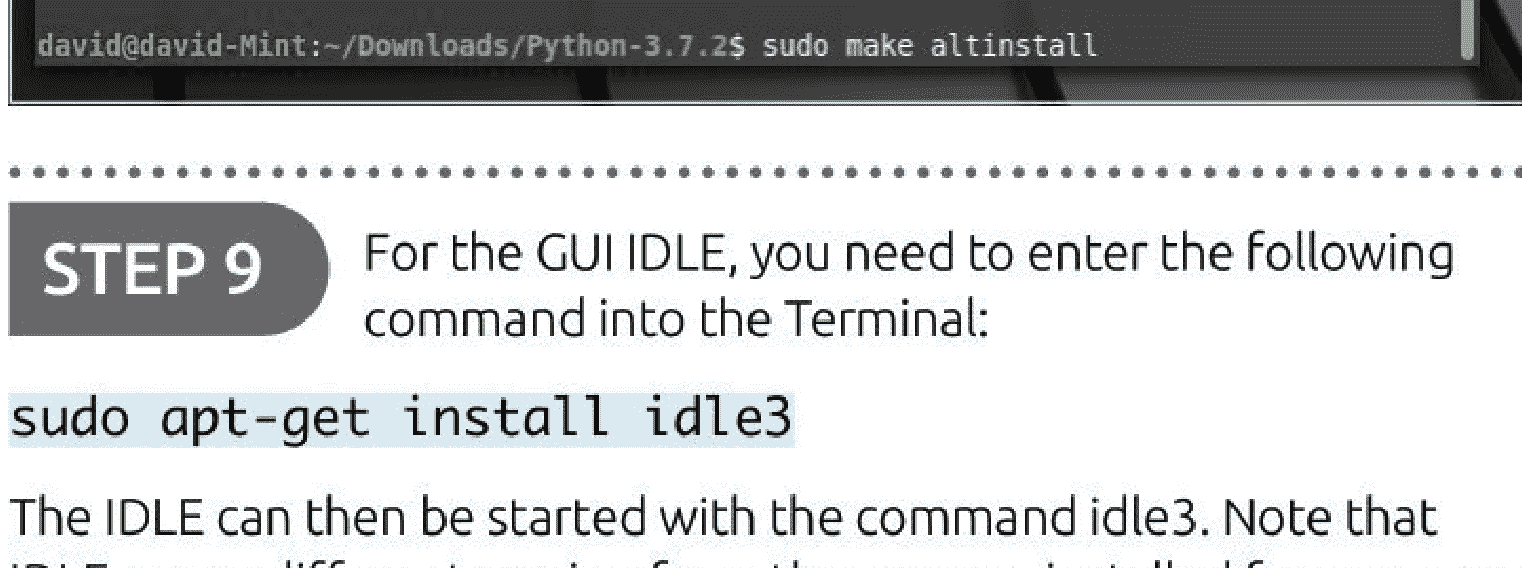 david@david-Mint:~/Downloads/Python-3.7.2$ sudo make altinstall
STEP 9
For the GUI IDLE, you need to enter the following
command into the Terminal:
sudo apt-get install idle3
The IDLE can then be started with the command idle3. Note that